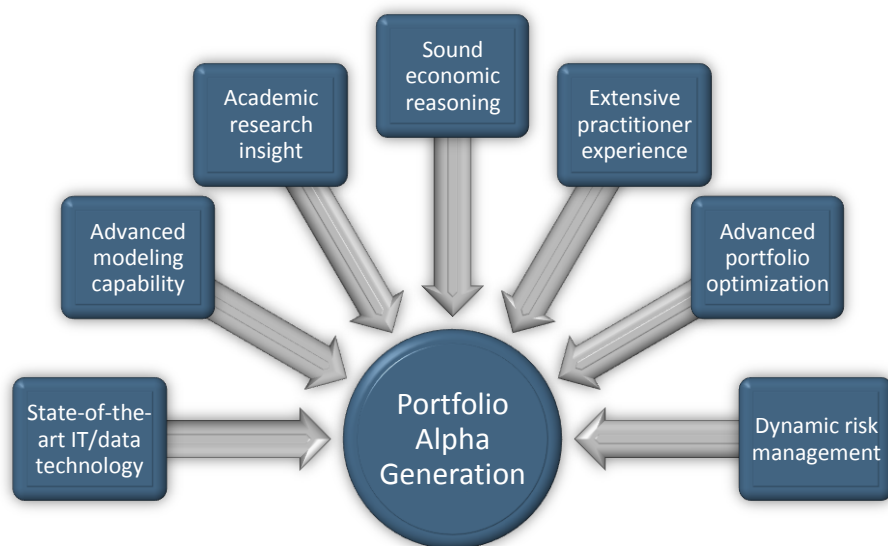 Sound
economic
reasoning
Academic
research
insight
Extensive
practitioner
experience
Advanced
modeling
capability
Advanced
portfolio
optimization
State-of-the-
art IT/data
technology
Portfolio
Alpha
Generation
Dynamic risk
management